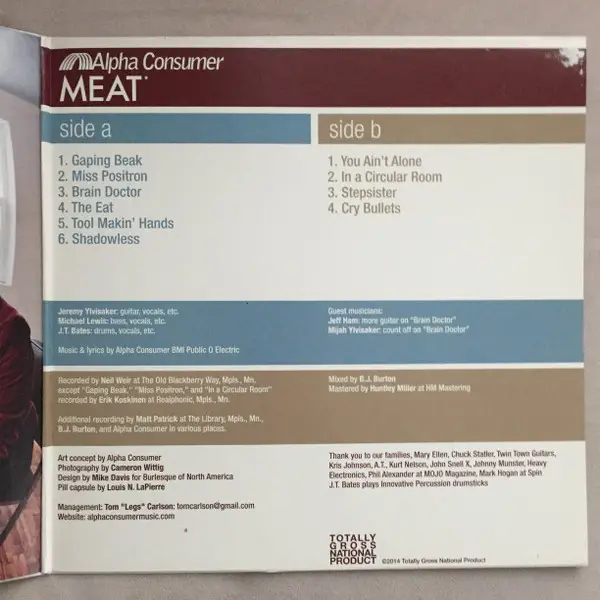 Alpha Consumer
MEAT
side a
1. Gaping Beak
2. Miss Positron
3. Brain Doctor
4. The Eat
5. Tool Makin' Hands
6. Shadowless
side b
1. You Ain't Alone
2. In a Circular Room
3. Stepsister
4. Cry Bullets
Jeremy Ylvisaker: guitar, vocals, etc.
Michael Lewis: bass, vocals, etc.
J.T. Bates: drums, vocals, etc.
Music & lyrics by Alpha Consumer BMI Public O Electric
Guest musicians:
Jeff Ham: more guitar on "Brain Doctor"
Mijah Ylvisaker: count off on "Brain Doctor"
Recorded by Neil Weir at The Old Blackberry Way, Mpls., Mn.
except "Gaping Beak," "Miss Positron," and "In a Circular Room"
recorded by Erik Koskinen at Realphonic, Mpls., Mn.
Additional recording by Matt Patrick at The Library, Mpls., Mn.,
B.J. Burton, and Alpha Consumer in various places.
Mixed by B.J. Burton
Mastered by Huntley Miller at HM Mastering
Art concept by Alpha Consumer
Photography by Cameron Wittig
Design by Mike Davis for Burlesque of North America
Pill capsule by Louis N. LaPierre
Management: Tom "Legs" Carlson: tomcarlson@gmail.com
Website: alphaconsumermusic.com
Thank you to our families, Mary Ellen, Chuck Statler, Twin Town Guitars,
Kris Johnson, A.T., Kurt Nelson, John Snell X, Johnny Munster, Heavy
Electronics, Phil Alexander at MOJO Magazine, Mark Hogan at Spin
J.T. Bates plays Innovative Percussion drumsticks
TOTALLY
GROSS
NATIONAL
PRODUCT
©2014 Totally Gross National Product